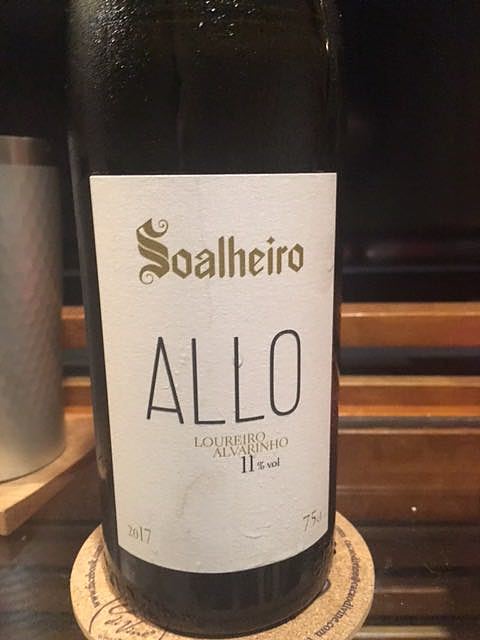 Soalheiro
ALLO
LOUREIRO
ALVARINHO
11 % vol
2017
75cl